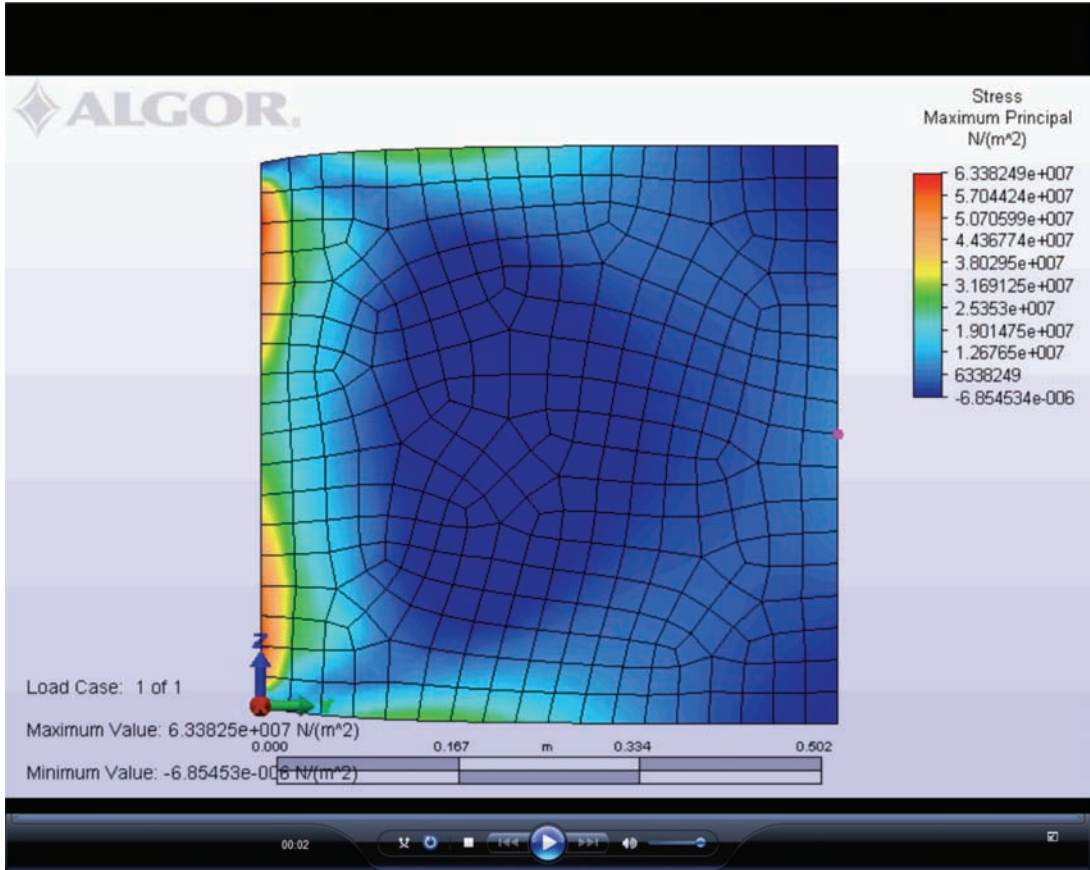 ALGOR.
Stress
Maximum Principal
N/(m^2)
6.338249e+007
5.704424e+007
5.070599e+007
4.436774e+007
3.80295e+007
3.169125e+007
2.5353e+007
1.901475e+007
1.26765e+007
6338249
-6.854534e-006
Z
Y
Load Case: 1 of 1
Maximum Value: 6.33825e+007 N/(m^2)
0.000 0.167 m 0.334 0.502
Minimum Value: -6.85453e-006 N/(m^2)
00:02